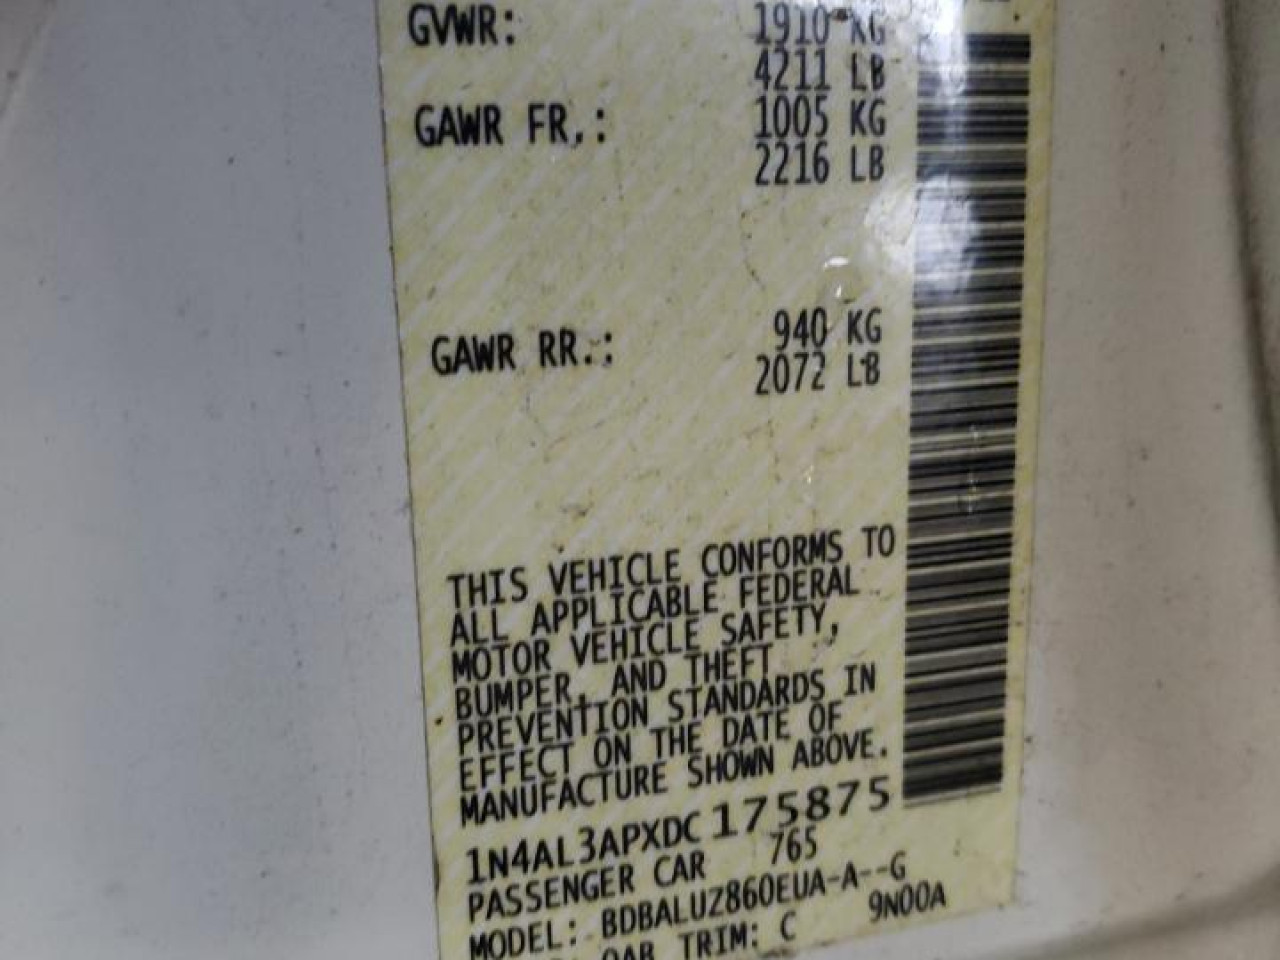 GVWR: 1910 KG
4211 LB
GAWR FR.: 1005 KG
2216 LB
GAWR RR.: 940 KG
2072 LB
THIS VEHICLE CONFORMS TO
ALL APPLICABLE FEDERAL
MOTOR VEHICLE SAFETY,
BUMPER, AND THEFT
PREVENTION STANDARDS IN
EFFECT ON THE DATE OF
MANUFACTURE SHOWN ABOVE.
1N4AL3APXDC175875
PASSENGER CAR 765
MODEL: BDBALUZ860EUA-A--G
QAB TRIM: C 9N00A